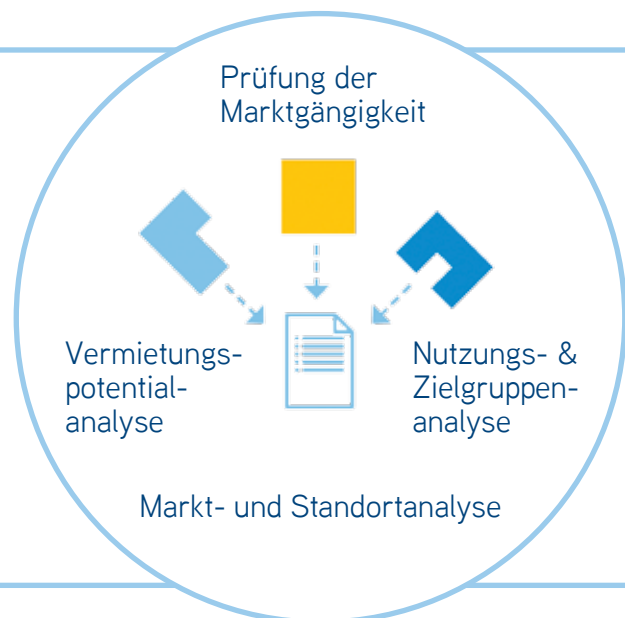 Prüfung der
Marktgängigkeit
Vermietungs-
potential-
analyse
Nutzungs- &
Zielgruppen-
analyse
Markt- und Standortanalyse